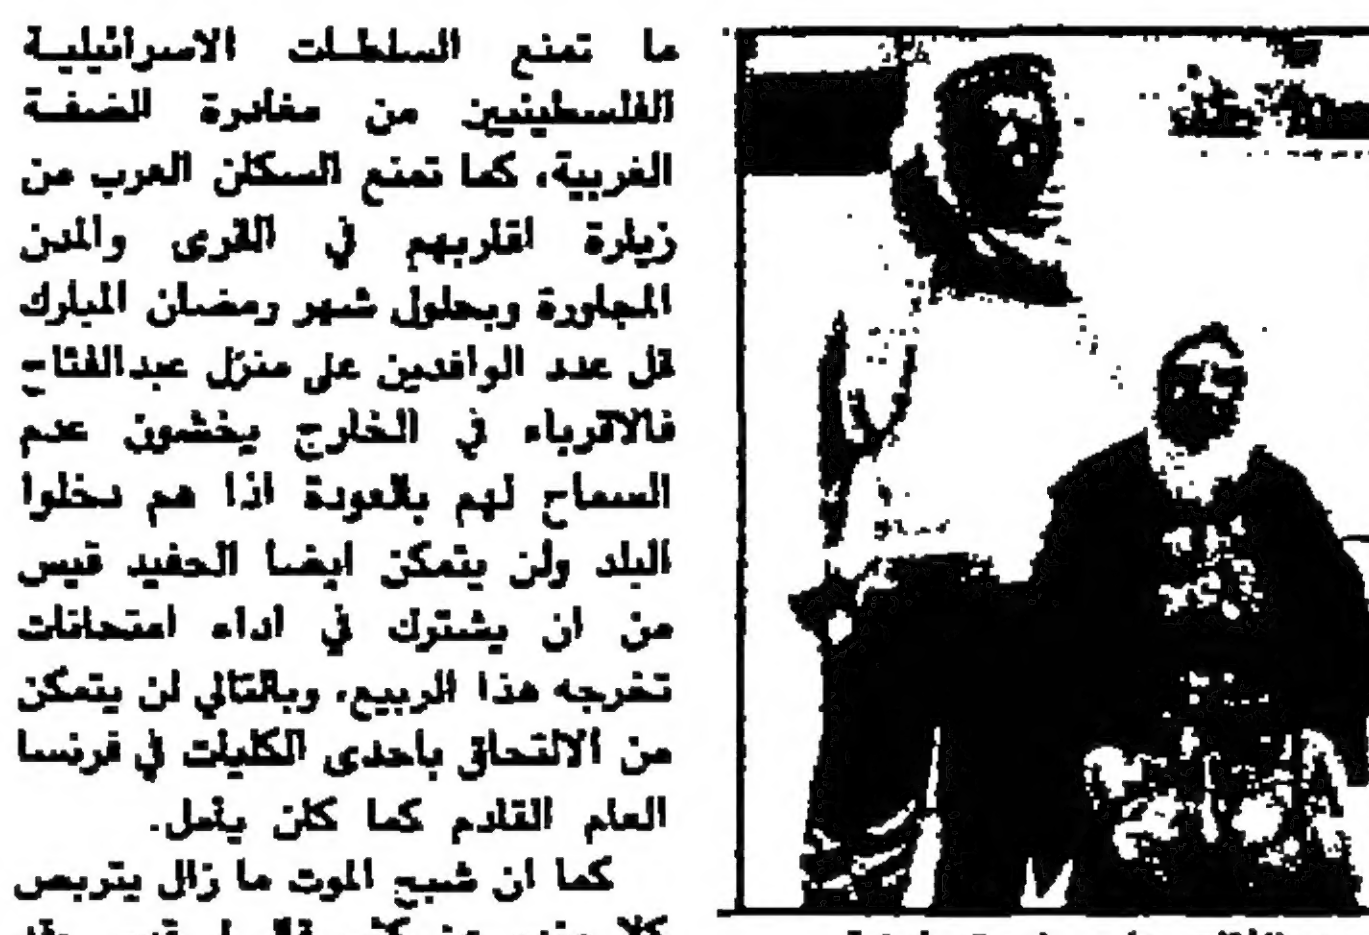 ما تمنع السلطات الاسرائيلية
الفلسطينيين من مغادرة الضفة
الغربية، كما تمنع السكان العرب من
زيارة اقاربهم في القرى والمدن
المجاورة وبحلول شهر رمضان المبارك
قل عدد الوافدين على منزل عبدالفتاح
فالاقرباء في الخارج يخشون عدم
السماح لهم بالعودة اذا هم دخلوا
البلد ولن يتمكن ايضا الحفيد قيس
من ان يشترك في اداء امتحانات
تخرجه هذا الربيع، وبالتالي لن يتمكن
من الالتحاق باحدى الكليات في فرنسا
العام القادم كما كان يأمل.
كما ان شبح الموت ما زال يتربص